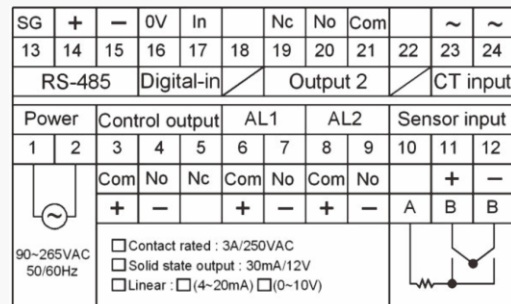 SG + − 0V In Nc No Com ~ ~
13 14 15 16 17 18 19 20 21 22 23 24
RS-485 Digital-in Output 2 CT input
Power Control output AL1 AL2 Sensor input
1 2 3 4 5 6 7 8 9 10 11 12
Com No Nc Com No Com No + −
+ − + − + − A B B
~
90~265VAC
50/60Hz
□Contact rated : 3A/250VAC
□Solid state output : 30mA/12V
□Linear : □(4~20mA) □(0~10V)